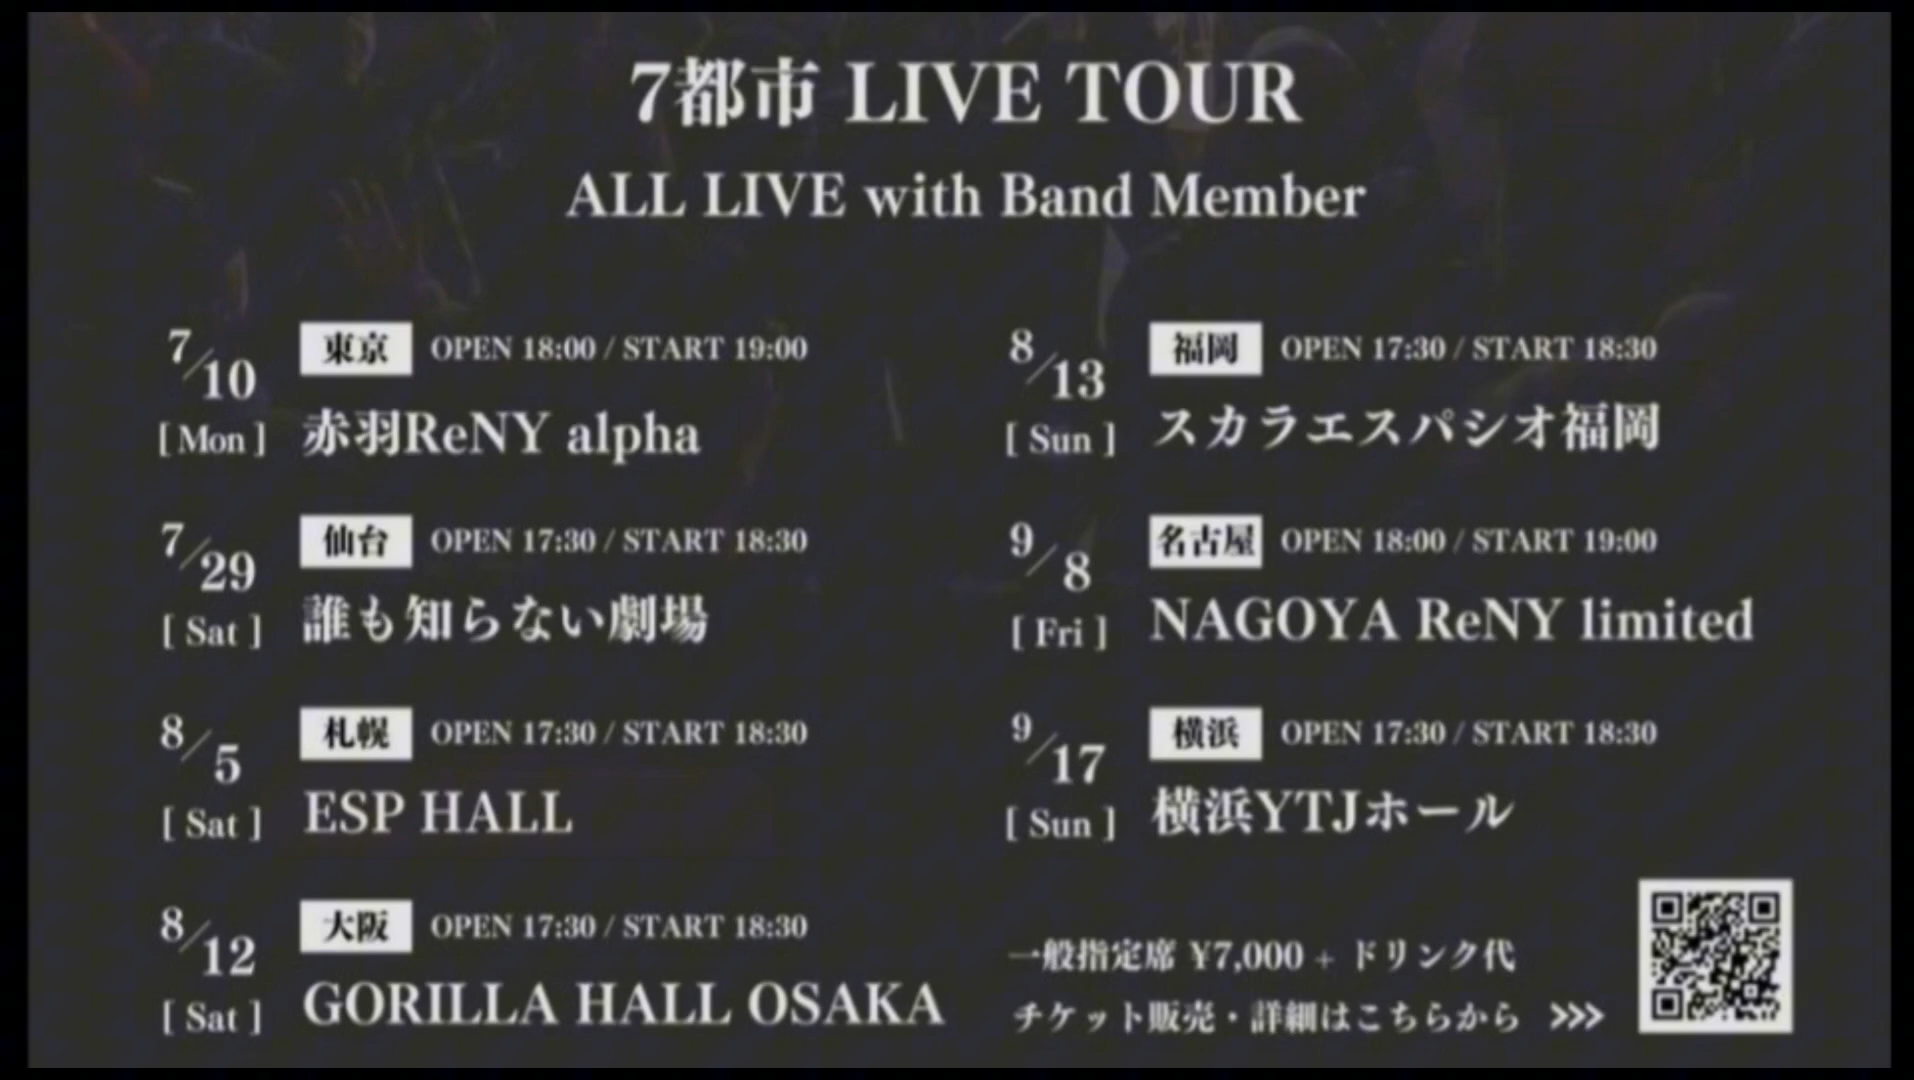 7都市 LIVE TOUR
ALL LIVE with Band Member
7/10 [ Mon ]
東京 OPEN 18:00 / START 19:00
赤羽ReNY alpha
7/29 [ Sat ]
仙台 OPEN 17:30 / START 18:30
誰も知らない劇場
8/5 [ Sat ]
札幌 OPEN 17:30 / START 18:30
ESP HALL
8/12 [ Sat ]
大阪 OPEN 17:30 / START 18:30
GORILLA HALL OSAKA
8/13 [ Sun ]
福岡 OPEN 17:30 / START 18:30
スカラエスパシオ福岡
9/8 [ Fri ]
名古屋 OPEN 18:00 / START 19:00
NAGOYA ReNY limited
9/17 [ Sun ]
横浜 OPEN 17:30 / START 18:30
横浜YTJホール
一般指定席 ¥7,000 + ドリンク代
チケット販売・詳細はこちらから >>>